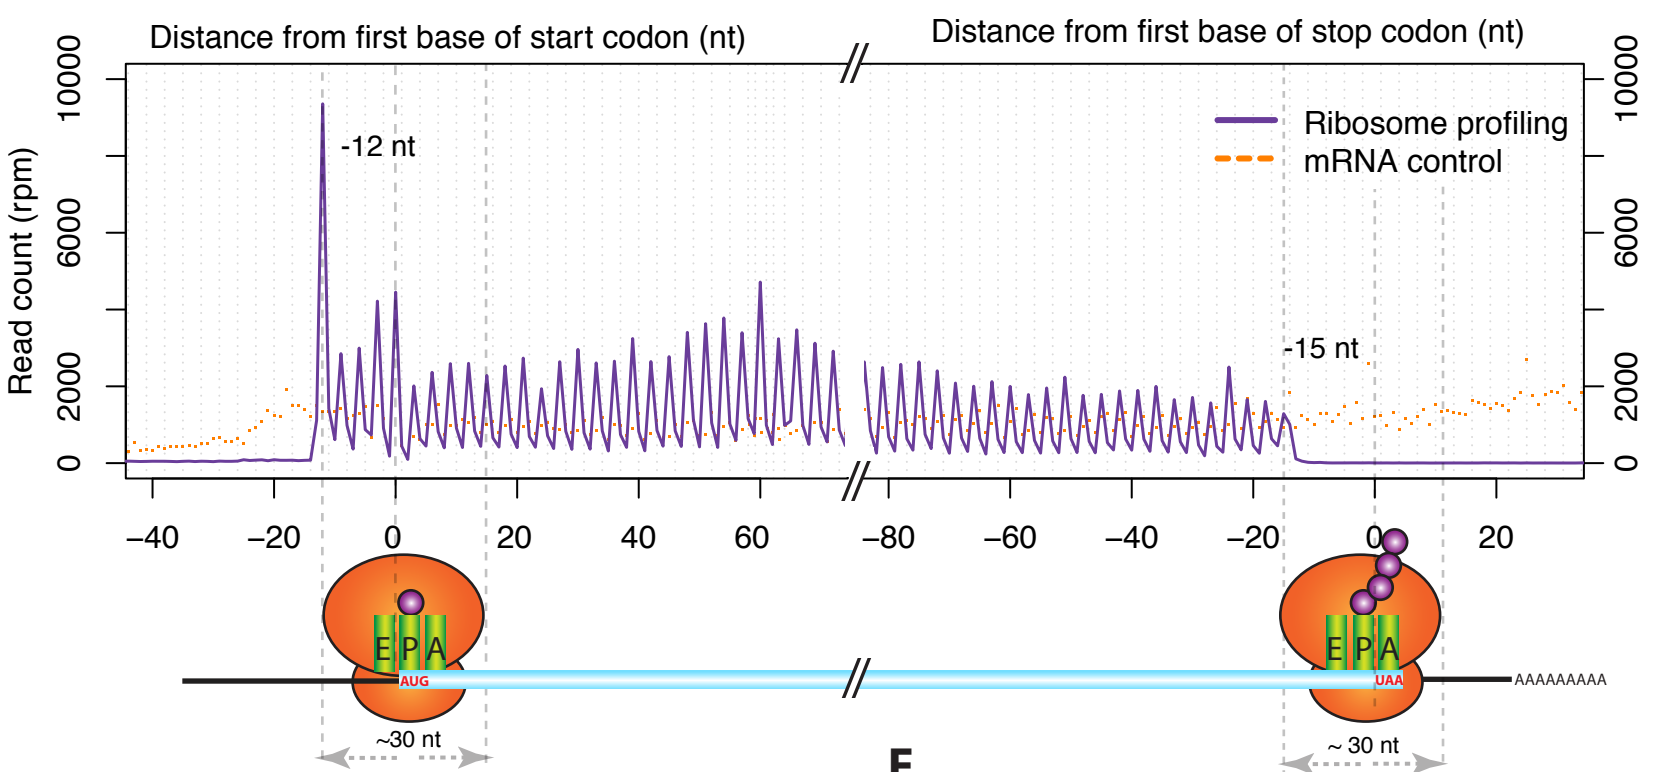 Distance from first base of start codon (nt)
Distance from first base of stop codon (nt)
Read count (rpm)
10000
6000
2000
0
10000
6000
2000
0
-12 nt
Ribosome profiling
mRNA control
-15 nt
−40 −20 0 20 40 60 −80 −60 −40 −20 0 20
E P A
E P A
AUG
UAA
AAAAAAAAA
~30 nt
~ 30 nt